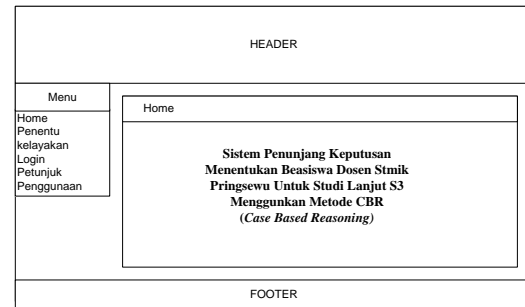 HEADER
Menu
Home
Penentu
kelayakan
Login
Petunjuk
Penggunaan
Home
Sistem Penunjang Keputusan
Menentukan Beasiswa Dosen Stmik
Pringsewu Untuk Studi Lanjut S3
Menggunkan Metode CBR
(Case Based Reasoning)
FOOTER